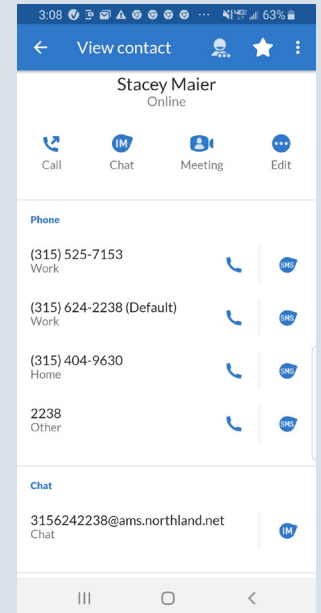 3:08 63%
View contact
Stacey Maier
Online
IM
Call Chat Meeting Edit
Phone
(315) 525-7153
Work
SMS
(315) 624-2238 (Default)
Work
SMS
(315) 404-9630
Home
SMS
2238
Other
SMS
Chat
3156242238@ams.northland.net
Chat
IM